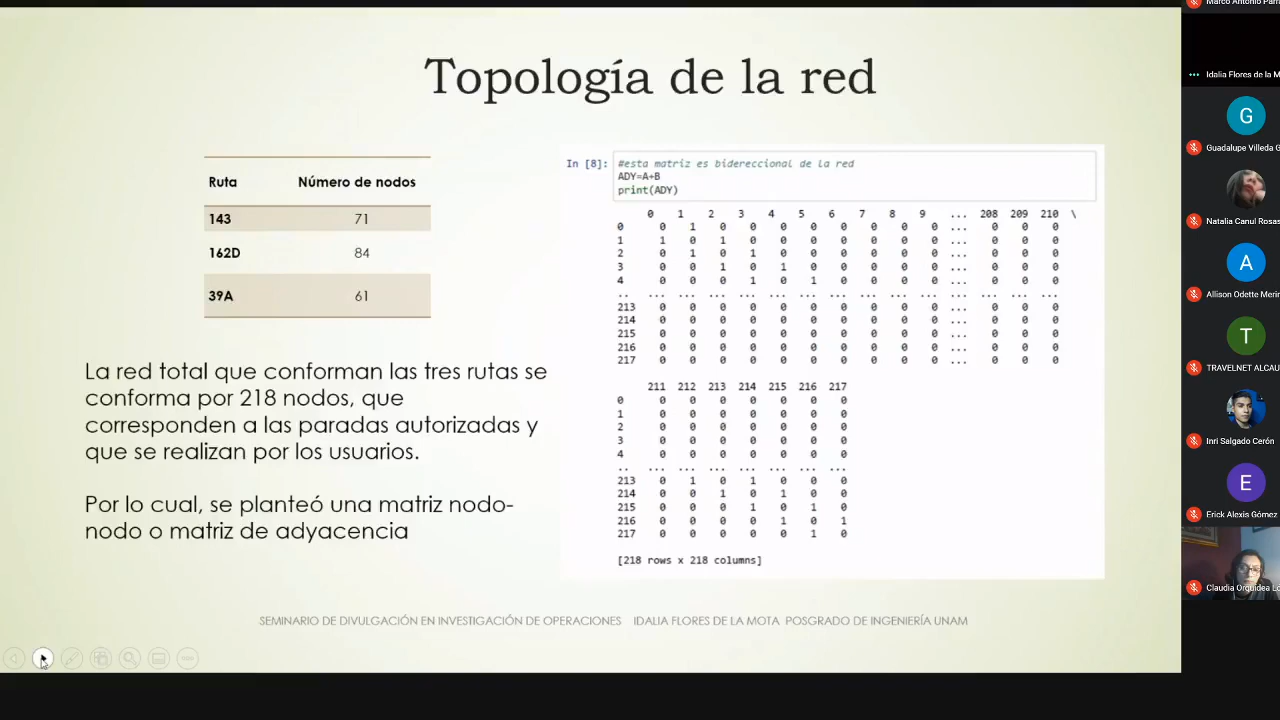 Topología de la red
Ruta Número de nodos
143 71
162D 84
39A 61
La red total que conforman las tres rutas se
conforma por 218 nodos, que
corresponden a las paradas autorizadas y
que se realizan por los usuarios.
Por lo cual, se planteó una matriz nodo-
nodo o matriz de adyacencia
In [8]: #esta matriz es bidereccional de la red
ADY=A+B
print(ADY)
0 1 2 3 4 5 6 7 8 9 ... 208 209 210 \
0 0 1 0 0 0 0 0 0 0 0 ... 0 0 0
1 1 0 1 0 0 0 0 0 0 0 ... 0 0 0
2 0 1 0 1 0 0 0 0 0 0 ... 0 0 0
3 0 0 1 0 1 0 0 0 0 0 ... 0 0 0
4 0 0 0 1 0 1 0 0 0 0 ... 0 0 0
.. ... ... ... ... ... ... ... ... ... ... ... ... ... ...
213 0 0 0 0 0 0 0 0 0 0 ... 0 0 0
214 0 0 0 0 0 0 0 0 0 0 ... 0 0 0
215 0 0 0 0 0 0 0 0 0 0 ... 0 0 0
216 0 0 0 0 0 0 0 0 0 0 ... 0 0 0
217 0 0 0 0 0 0 0 0 0 0 ... 0 0 0
211 212 213 214 215 216 217
0 0 0 0 0 0 0 0
1 0 0 0 0 0 0 0
2 0 0 0 0 0 0 0
3 0 0 0 0 0 0 0
4 0 0 0 0 0 0 0
.. ... ... ... ... ... ... ...
213 0 1 0 1 0 0 0
214 0 0 1 0 1 0 0
215 0 0 0 1 0 1 0
216 0 0 0 0 1 0 1
217 0 0 0 0 0 1 0
[218 rows x 218 columns]
SEMINARIO DE DIVULGACIÓN EN INVESTIGACIÓN DE OPERACIONES IDALIA FLORES DE LA MOTA POSGRADO DE INGENIERÍA UNAM
Marco Antonio
Idalia Flores de la M
G
Guadalupe Villeda G
Natalia Canul Rosas
A
Allison Odette
T
TRAVELNET
Inri Salgado Cerón
E
Erick Alexis Gómez
Claudia Orquidea